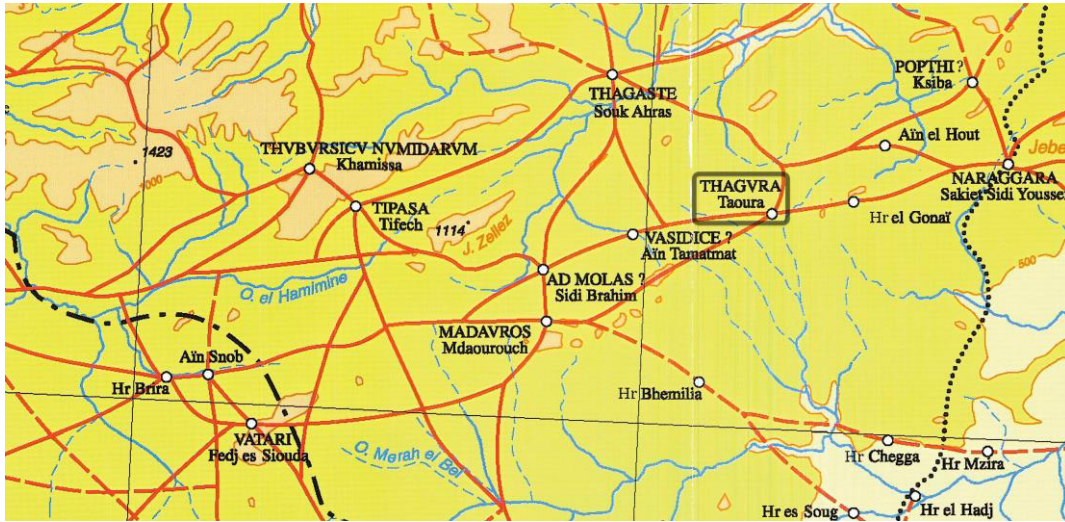 POPTHI ?
Ksiba
THAGASTE
Souk Ahras
Aïn el Hout
1423
1000
THVBVRSICV NVMIDARVM
Khamissa
Jebe
NARAGGARA
Sakiet Sidi Youssef
THAGVRA
Taoura
TIPASA
Tifech
1114
J. Zellez
Hr el Gonaï
VASIDICE ?
Aïn Tamatmat
500
AD MOLAS ?
Sidi Brahim
O. el Hamimine
MADAVROS
Mdaourouch
Aïn Snob
Hr Brira
Hr Bhemilia
VATARI
Fedj es Siouda
O. Merah el Bel
Hr Chegga
Hr Mzira
Hr es Soug
Hr el Hadj